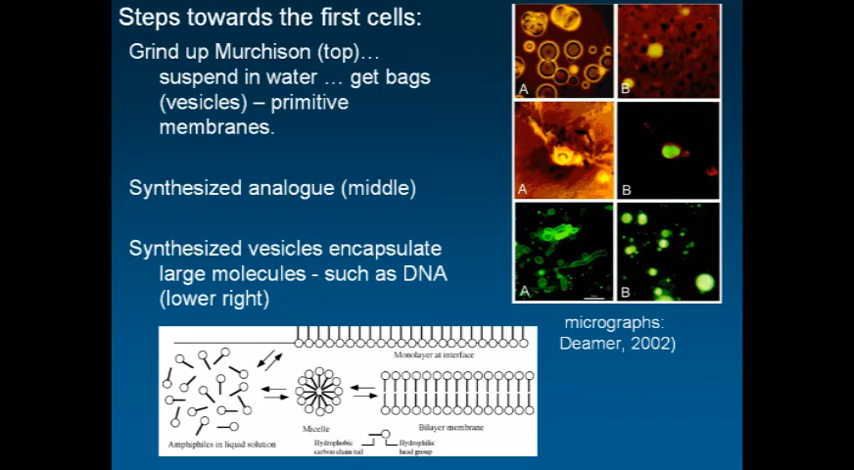 Steps towards the first cells:
Grind up Murchison (top)…
suspend in water … get bags
(vesicles) – primitive
membranes.
Synthesized analogue (middle)
Synthesized vesicles encapsulate
large molecules - such as DNA
(lower right)
A
B
A
B
A
B
micrographs:
Deamer, 2002)
Monolayer at interface
Amphiphiles in liquid solution
Micelle
Bilayer membrane
Hydrophobic
carbon chain tail
Hydrophilic
head group